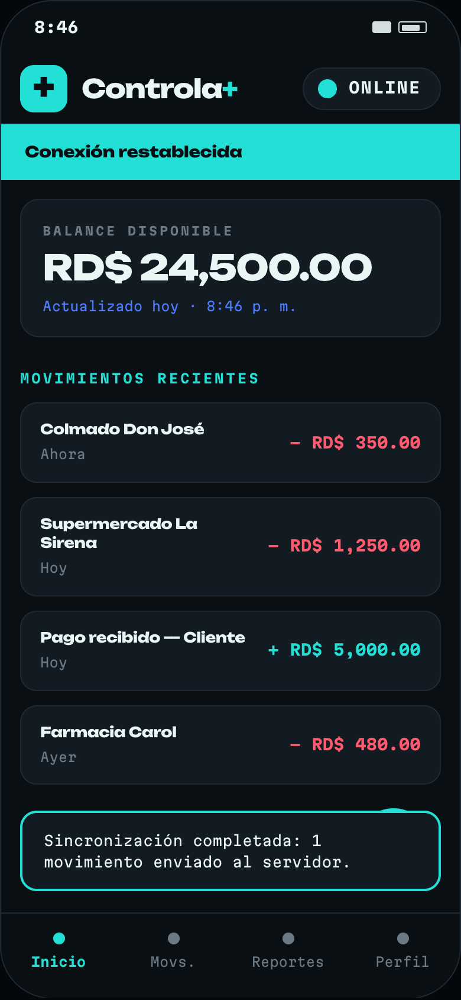 8:46
Controla+
ONLINE
Conexión restablecida
BALANCE DISPONIBLE
RD$ 24,500.00
Actualizado hoy · 8:46 p. m.
MOVIMIENTOS RECIENTES
Colmado Don José
Ahora
− RD$ 350.00
Supermercado La
Sirena
Hoy
− RD$ 1,250.00
Pago recibido — Cliente
Hoy
+ RD$ 5,000.00
Farmacia Carol
Ayer
− RD$ 480.00
Sincronización completada: 1
movimiento enviado al servidor.
Inicio
Movs.
Reportes
Perfil